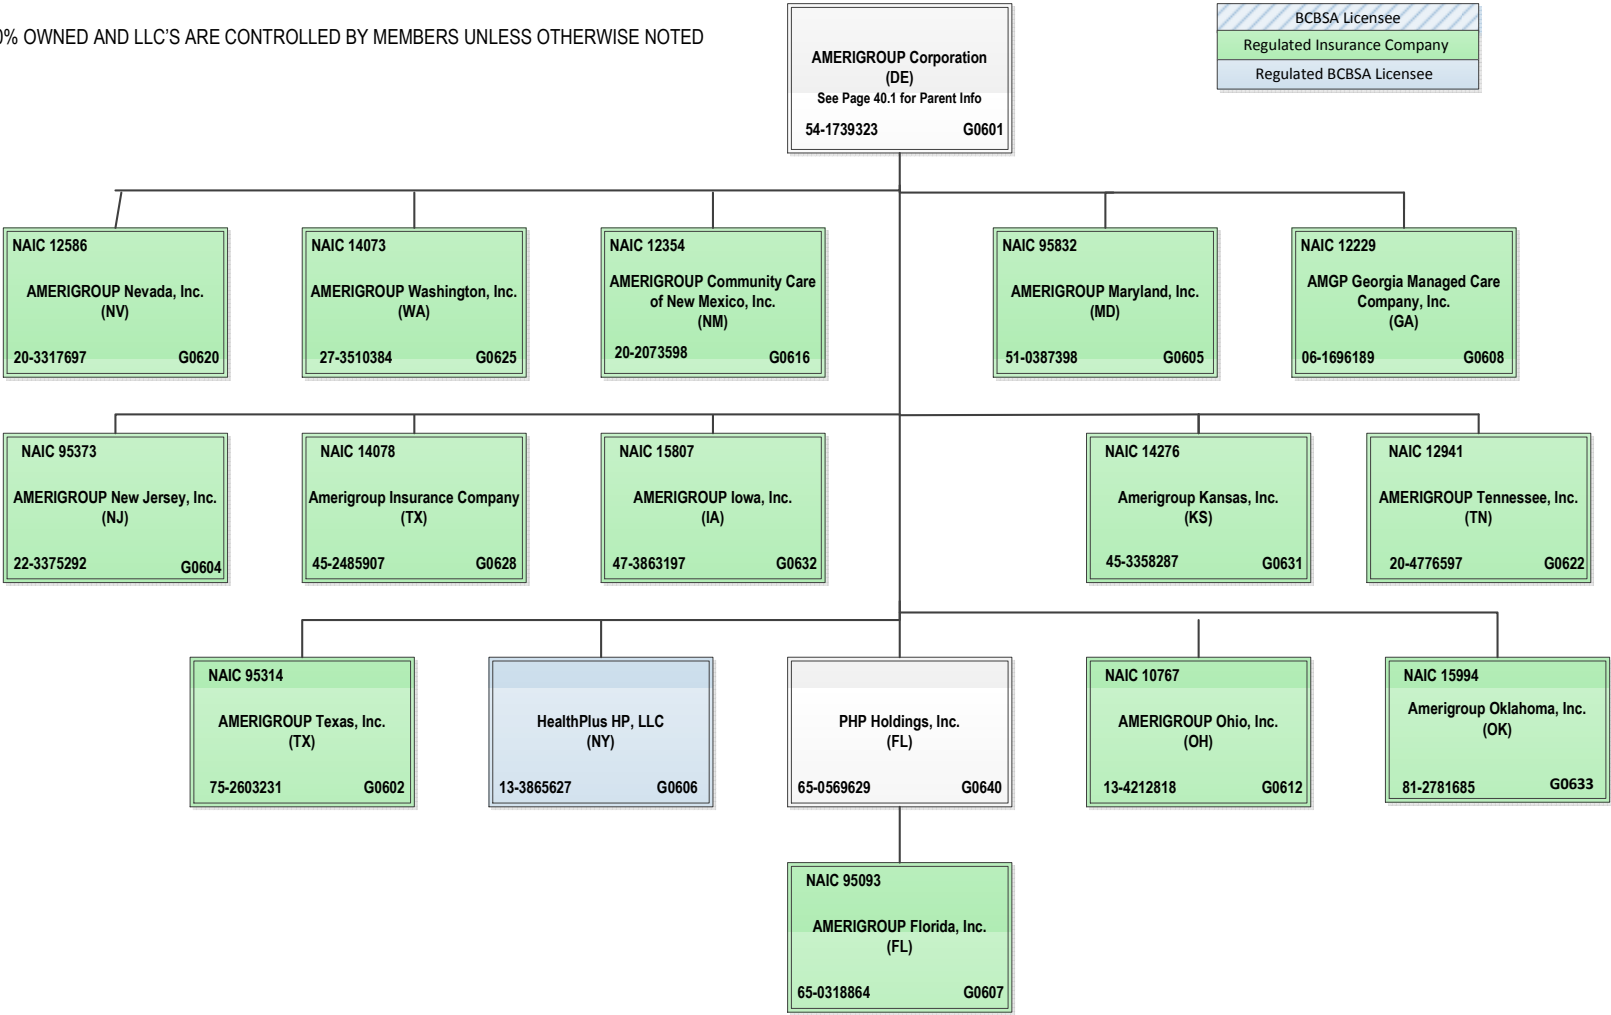 0% OWNED AND LLC'S ARE CONTROLLED BY MEMBERS UNLESS OTHERWISE NOTED
BCBSA Licensee
Regulated Insurance Company
Regulated BCBSA Licensee
AMERIGROUP Corporation
(DE)
See Page 40.1 for Parent Info
54-1739323 G0601
NAIC 12586
AMERIGROUP Nevada, Inc.
(NV)
20-3317697 G0620
NAIC 14073
AMERIGROUP Washington, Inc.
(WA)
27-3510384 G0625
NAIC 12354
AMERIGROUP Community Care
of New Mexico, Inc.
(NM)
20-2073598 G0616
NAIC 95832
AMERIGROUP Maryland, Inc.
(MD)
51-0387398 G0605
NAIC 12229
AMGP Georgia Managed Care
Company, Inc.
(GA)
06-1696189 G0608
NAIC 95373
AMERIGROUP New Jersey, Inc.
(NJ)
22-3375292 G0604
NAIC 14078
Amerigroup Insurance Company
(TX)
45-2485907 G0628
NAIC 15807
AMERIGROUP Iowa, Inc.
(IA)
47-3863197 G0632
NAIC 14276
Amerigroup Kansas, Inc.
(KS)
45-3358287 G0631
NAIC 12941
AMERIGROUP Tennessee, Inc.
(TN)
20-4776597 G0622
NAIC 95314
AMERIGROUP Texas, Inc.
(TX)
75-2603231 G0602
HealthPlus HP, LLC
(NY)
13-3865627 G0606
PHP Holdings, Inc.
(FL)
65-0569629 G0640
NAIC 10767
AMERIGROUP Ohio, Inc.
(OH)
13-4212818 G0612
NAIC 15994
Amerigroup Oklahoma, Inc.
(OK)
81-2781685 G0633
NAIC 95093
AMERIGROUP Florida, Inc.
(FL)
65-0318864 G0607